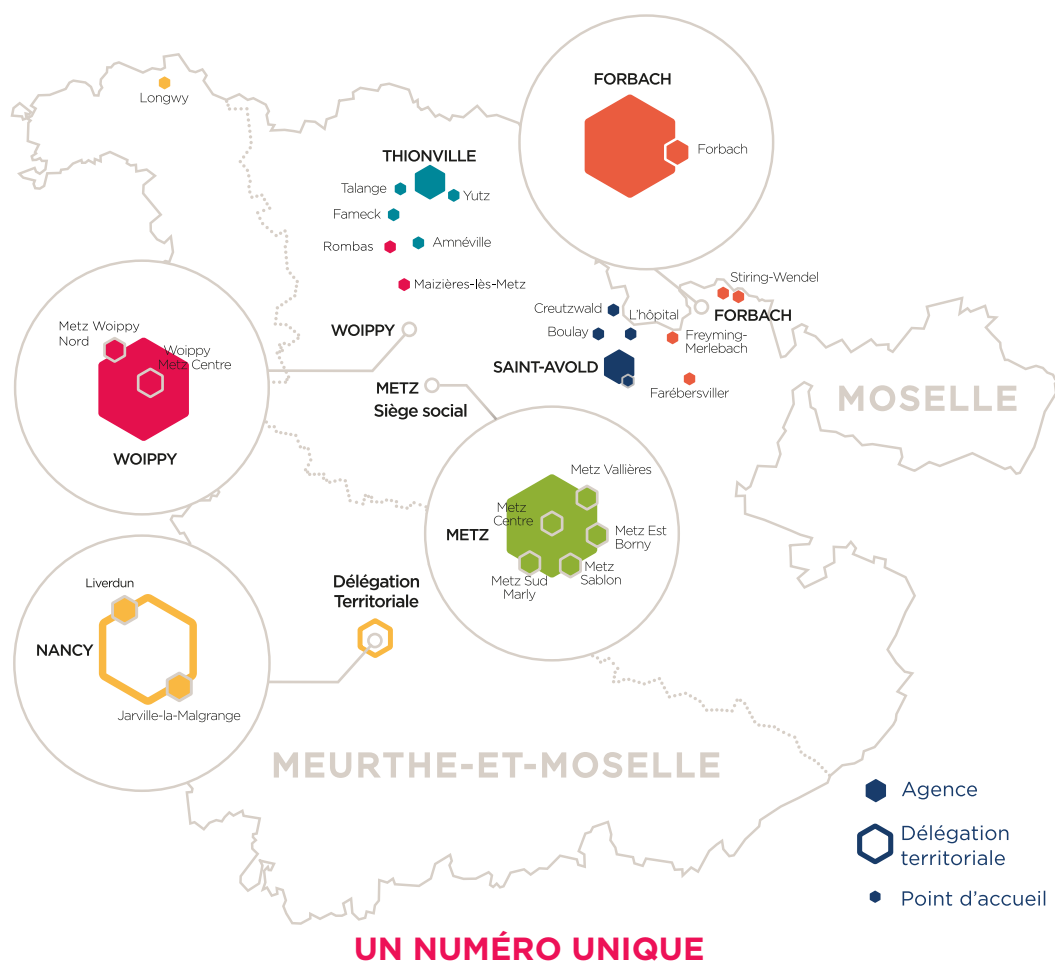 Longwy
FORBACH
Forbach
THIONVILLE
Talange
Yutz
Fameck
Rombas
Amnéville
Maizières-lès-Metz
Stiring-Wendel
FORBACH
Creutzwald
L'hôpital
Boulay
Freyming-
Merlebach
SAINT-AVOLD
Farébersviller
WOIPPY
METZ
Siège social
MOSELLE
Metz Woippy
Nord
Woippy
Metz Centre
WOIPPY
Metz Vallières
Metz
Centre
METZ
Metz Est
Borny
Metz
Sablon
Metz Sud
Marly
Délégation
Territoriale
Liverdun
NANCY
Jarville-la-Malgrange
MEURTHE-ET-MOSELLE
Agence
Délégation
territoriale
Point d'accueil
UN NUMÉRO UNIQUE